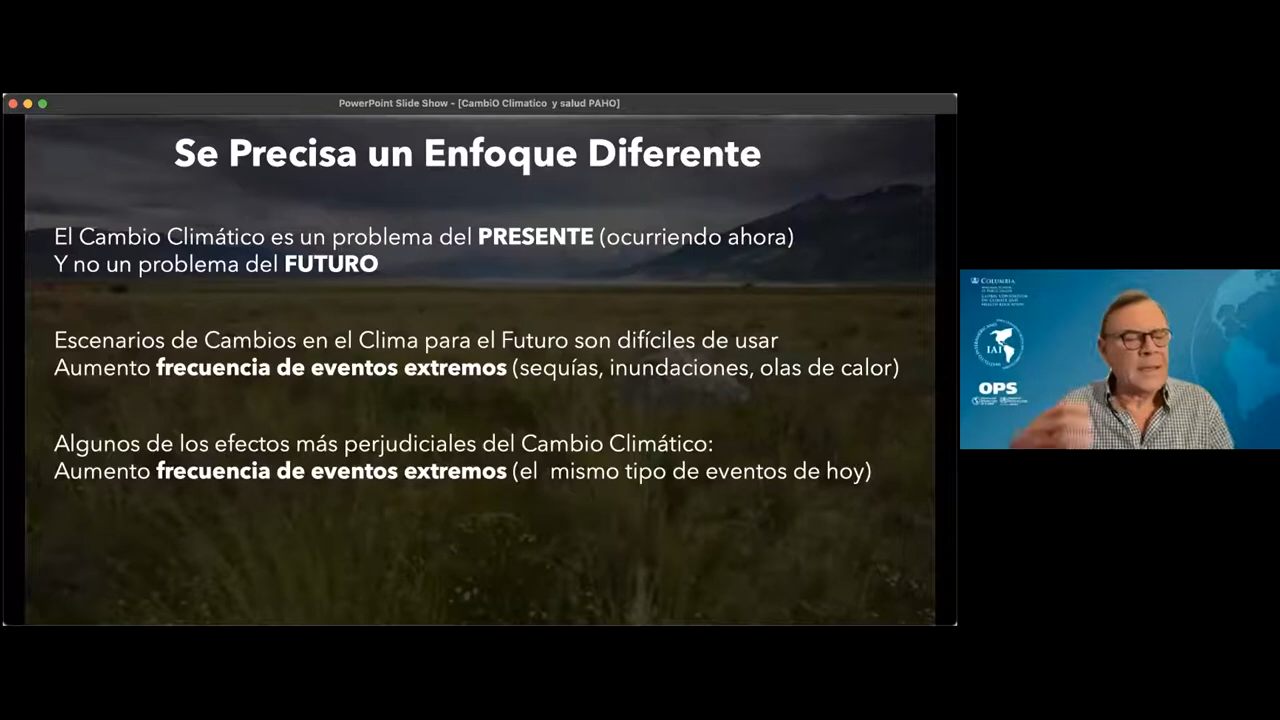 PowerPoint Slide Show - [CambiO Climatico  y salud PAHO]
Se Precisa un Enfoque Diferente
El Cambio Climático es un problema del PRESENTE (ocurriendo ahora)
Y no un problema del FUTURO
Escenarios de Cambios en el Clima para el Futuro son difíciles de usar
Aumento frecuencia de eventos extremos (sequías, inundaciones, olas de calor)
Algunos de los efectos más perjudiciales del Cambio Climático:
Aumento frecuencia de eventos extremos (el  mismo tipo de eventos de hoy)
COLUMBIA
IAI
OPS